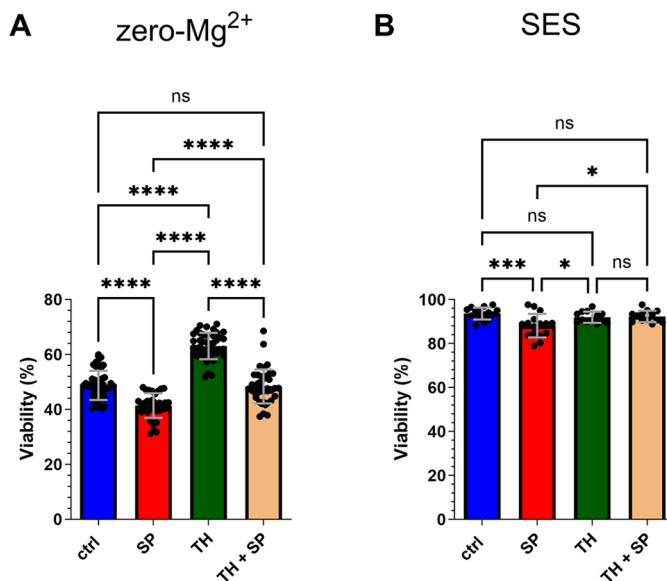 A
zero-Mg2+
ns
****
****
****
****
****
Viability (%)
80
60
40
20
0
ctrl
SP
TH
TH + SP
B
SES
ns
*
ns
***
*
ns
Viability (%)
100
80
60
40
20
0
ctrl
SP
TH
TH + SP